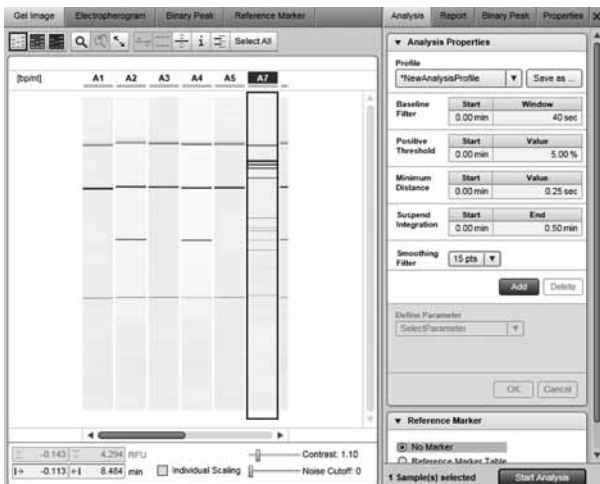 Gel Image Electropherogram Binary Peak Reference Marker
Select All
[bp/nt] A1 A2 A3 A4 A5 A7
-0.143 4.294 RFU
-0.113 8.484 min Individual Scaling
Contrast: 1.10
Noise Cutoff: 0
Analysis Report Binary Peak Properties
Analysis Properties
Profile
*NewAnalysisProfile Save as ...
Baseline Filter Start Window
0.00 min 40 sec
Positive Threshold Start Value
0.00 min 5.00 %
Minimum Distance Start Value
0.00 min 0.25 sec
Suspend Integration Start End
0.00 min 0.50 min
Smoothing Filter 15 pts
Add Delete
Define Parameter
SelectParameter
OK Cancel
Reference Marker
No Marker
Reference Marker Table
1 Sample(s) selected Start Analysis